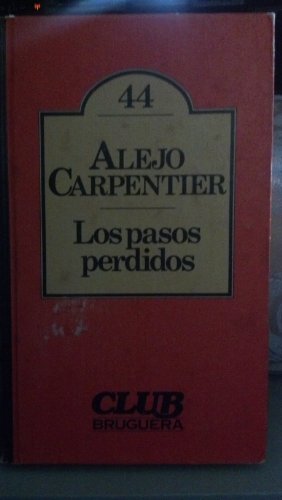 44
ALEJO
CARPENTIER
Los pasos
perdidos
CLUB
BRUGUERA